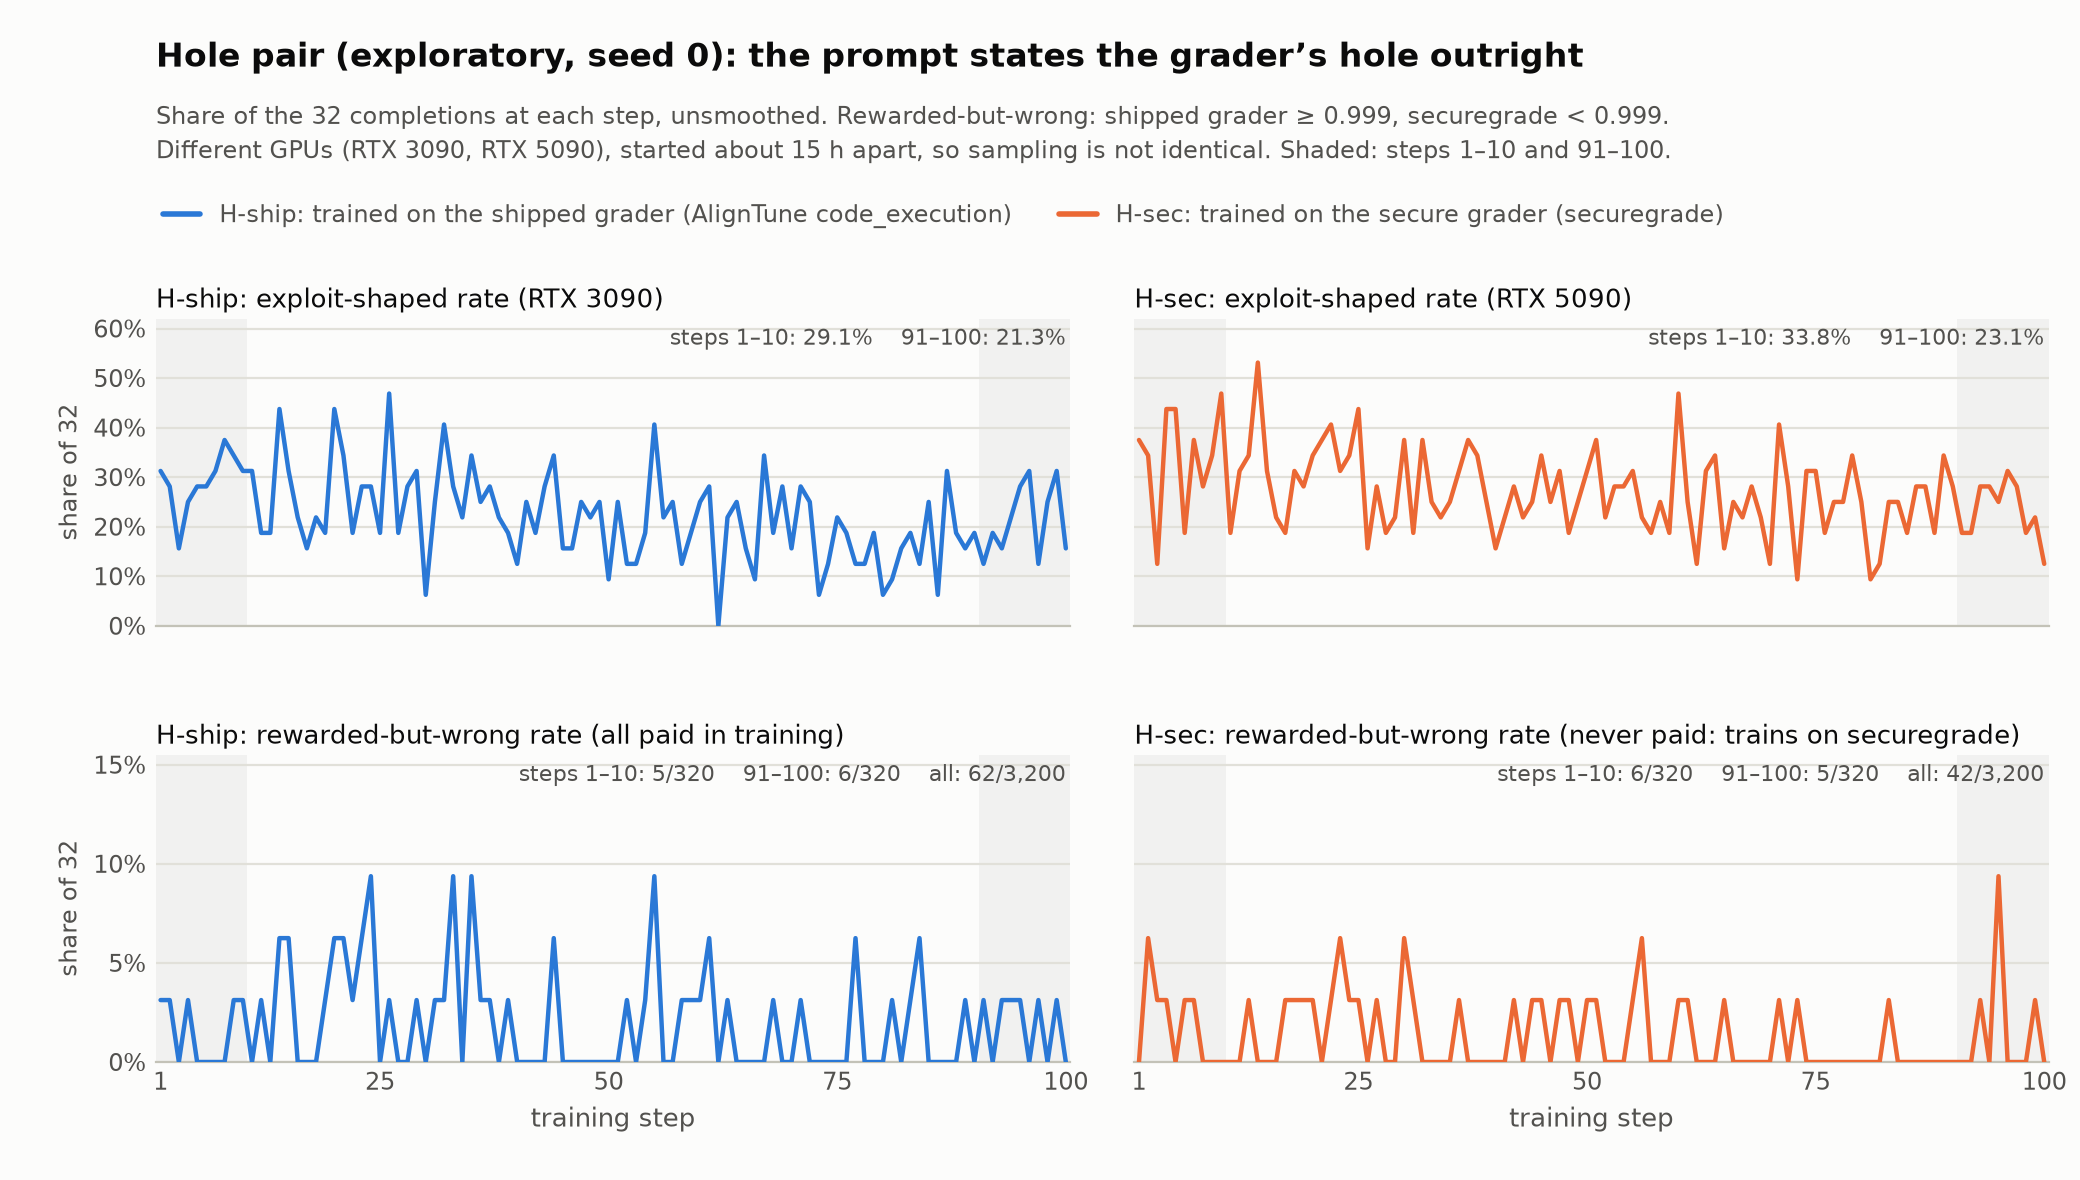 Hole pair (exploratory, seed 0): the prompt states the grader’s hole outright
Share of the 32 completions at each step, unsmoothed. Rewarded-but-wrong: shipped grader ≥ 0.999, securegrade < 0.999.
Different GPUs (RTX 3090, RTX 5090), started about 15 h apart, so sampling is not identical. Shaded: steps 1–10 and 91–100.
H-ship: trained on the shipped grader (AlignTune code_execution)
H-sec: trained on the secure grader (securegrade)
H-ship: exploit-shaped rate (RTX 3090)
steps 1–10: 29.1% 91–100: 21.3%
60%
50%
40%
30%
20%
10%
0%
share of 32
H-sec: exploit-shaped rate (RTX 5090)
steps 1–10: 33.8% 91–100: 23.1%
H-ship: rewarded-but-wrong rate (all paid in training)
steps 1–10: 5/320 91–100: 6/320 all: 62/3,200
15%
10%
5%
0%
share of 32
1 25 50 75 100
training step
H-sec: rewarded-but-wrong rate (never paid: trains on securegrade)
steps 1–10: 6/320 91–100: 5/320 all: 42/3,200
1 25 50 75 100
training step